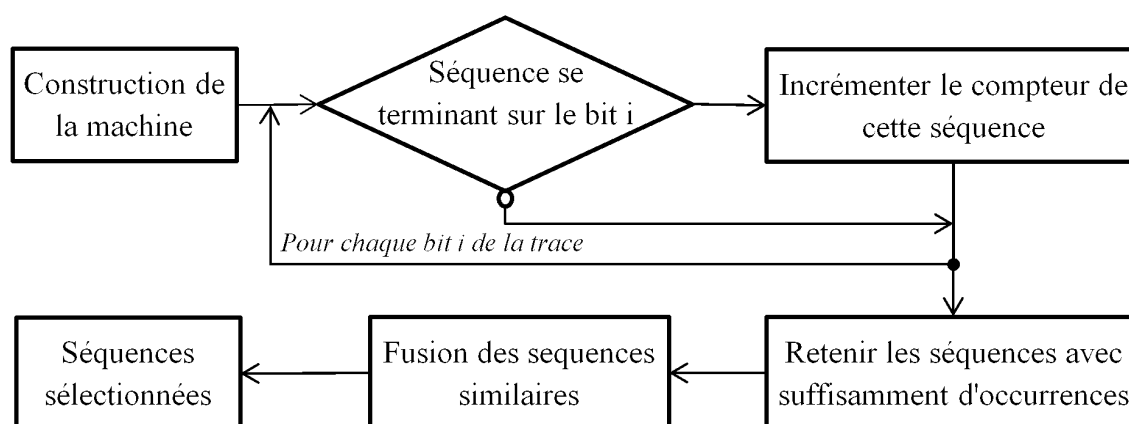 Construction de
la machine
Séquence se
terminant sur le bit i
Incrémenter le compteur de
cette séquence
Pour chaque bit i de la trace
Séquences
sélectionnées
Fusion des sequences
similaires
Retenir les séquences avec
suffisamment d'occurrences